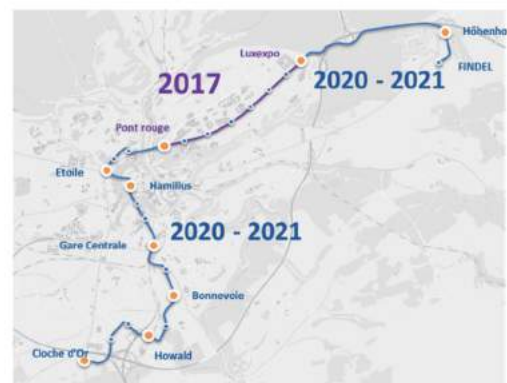 Höhenho
Luxexpo
FINDEL
2017
2020 - 2021
Pont rouge
Etoile
Hamilius
Gare Centrale
2020 - 2021
Bonnevoie
Howald
Cloche d'Or